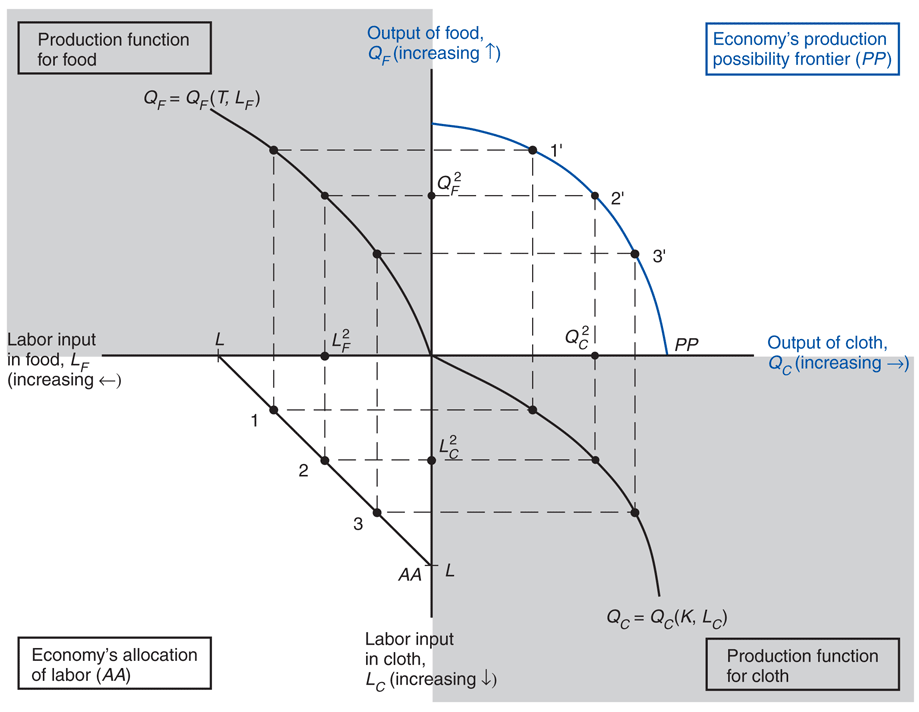 Production function
for food
Output of food,
Q_F (increasing ↑)
Economy's production
possibility frontier (PP)
Q_F = Q_F(T, L_F)
1'
Q_F^2
2'
3'
Labor input
in food, L_F
(increasing ←)
L
L_F^2
Q_C^2
PP
Output of cloth,
Q_C (increasing →)
1
L_C^2
2
3
AA
L
Q_C = Q_C(K, L_C)
Economy's allocation
of labor (AA)
Labor input
in cloth,
L_C (increasing ↓)
Production function
for cloth